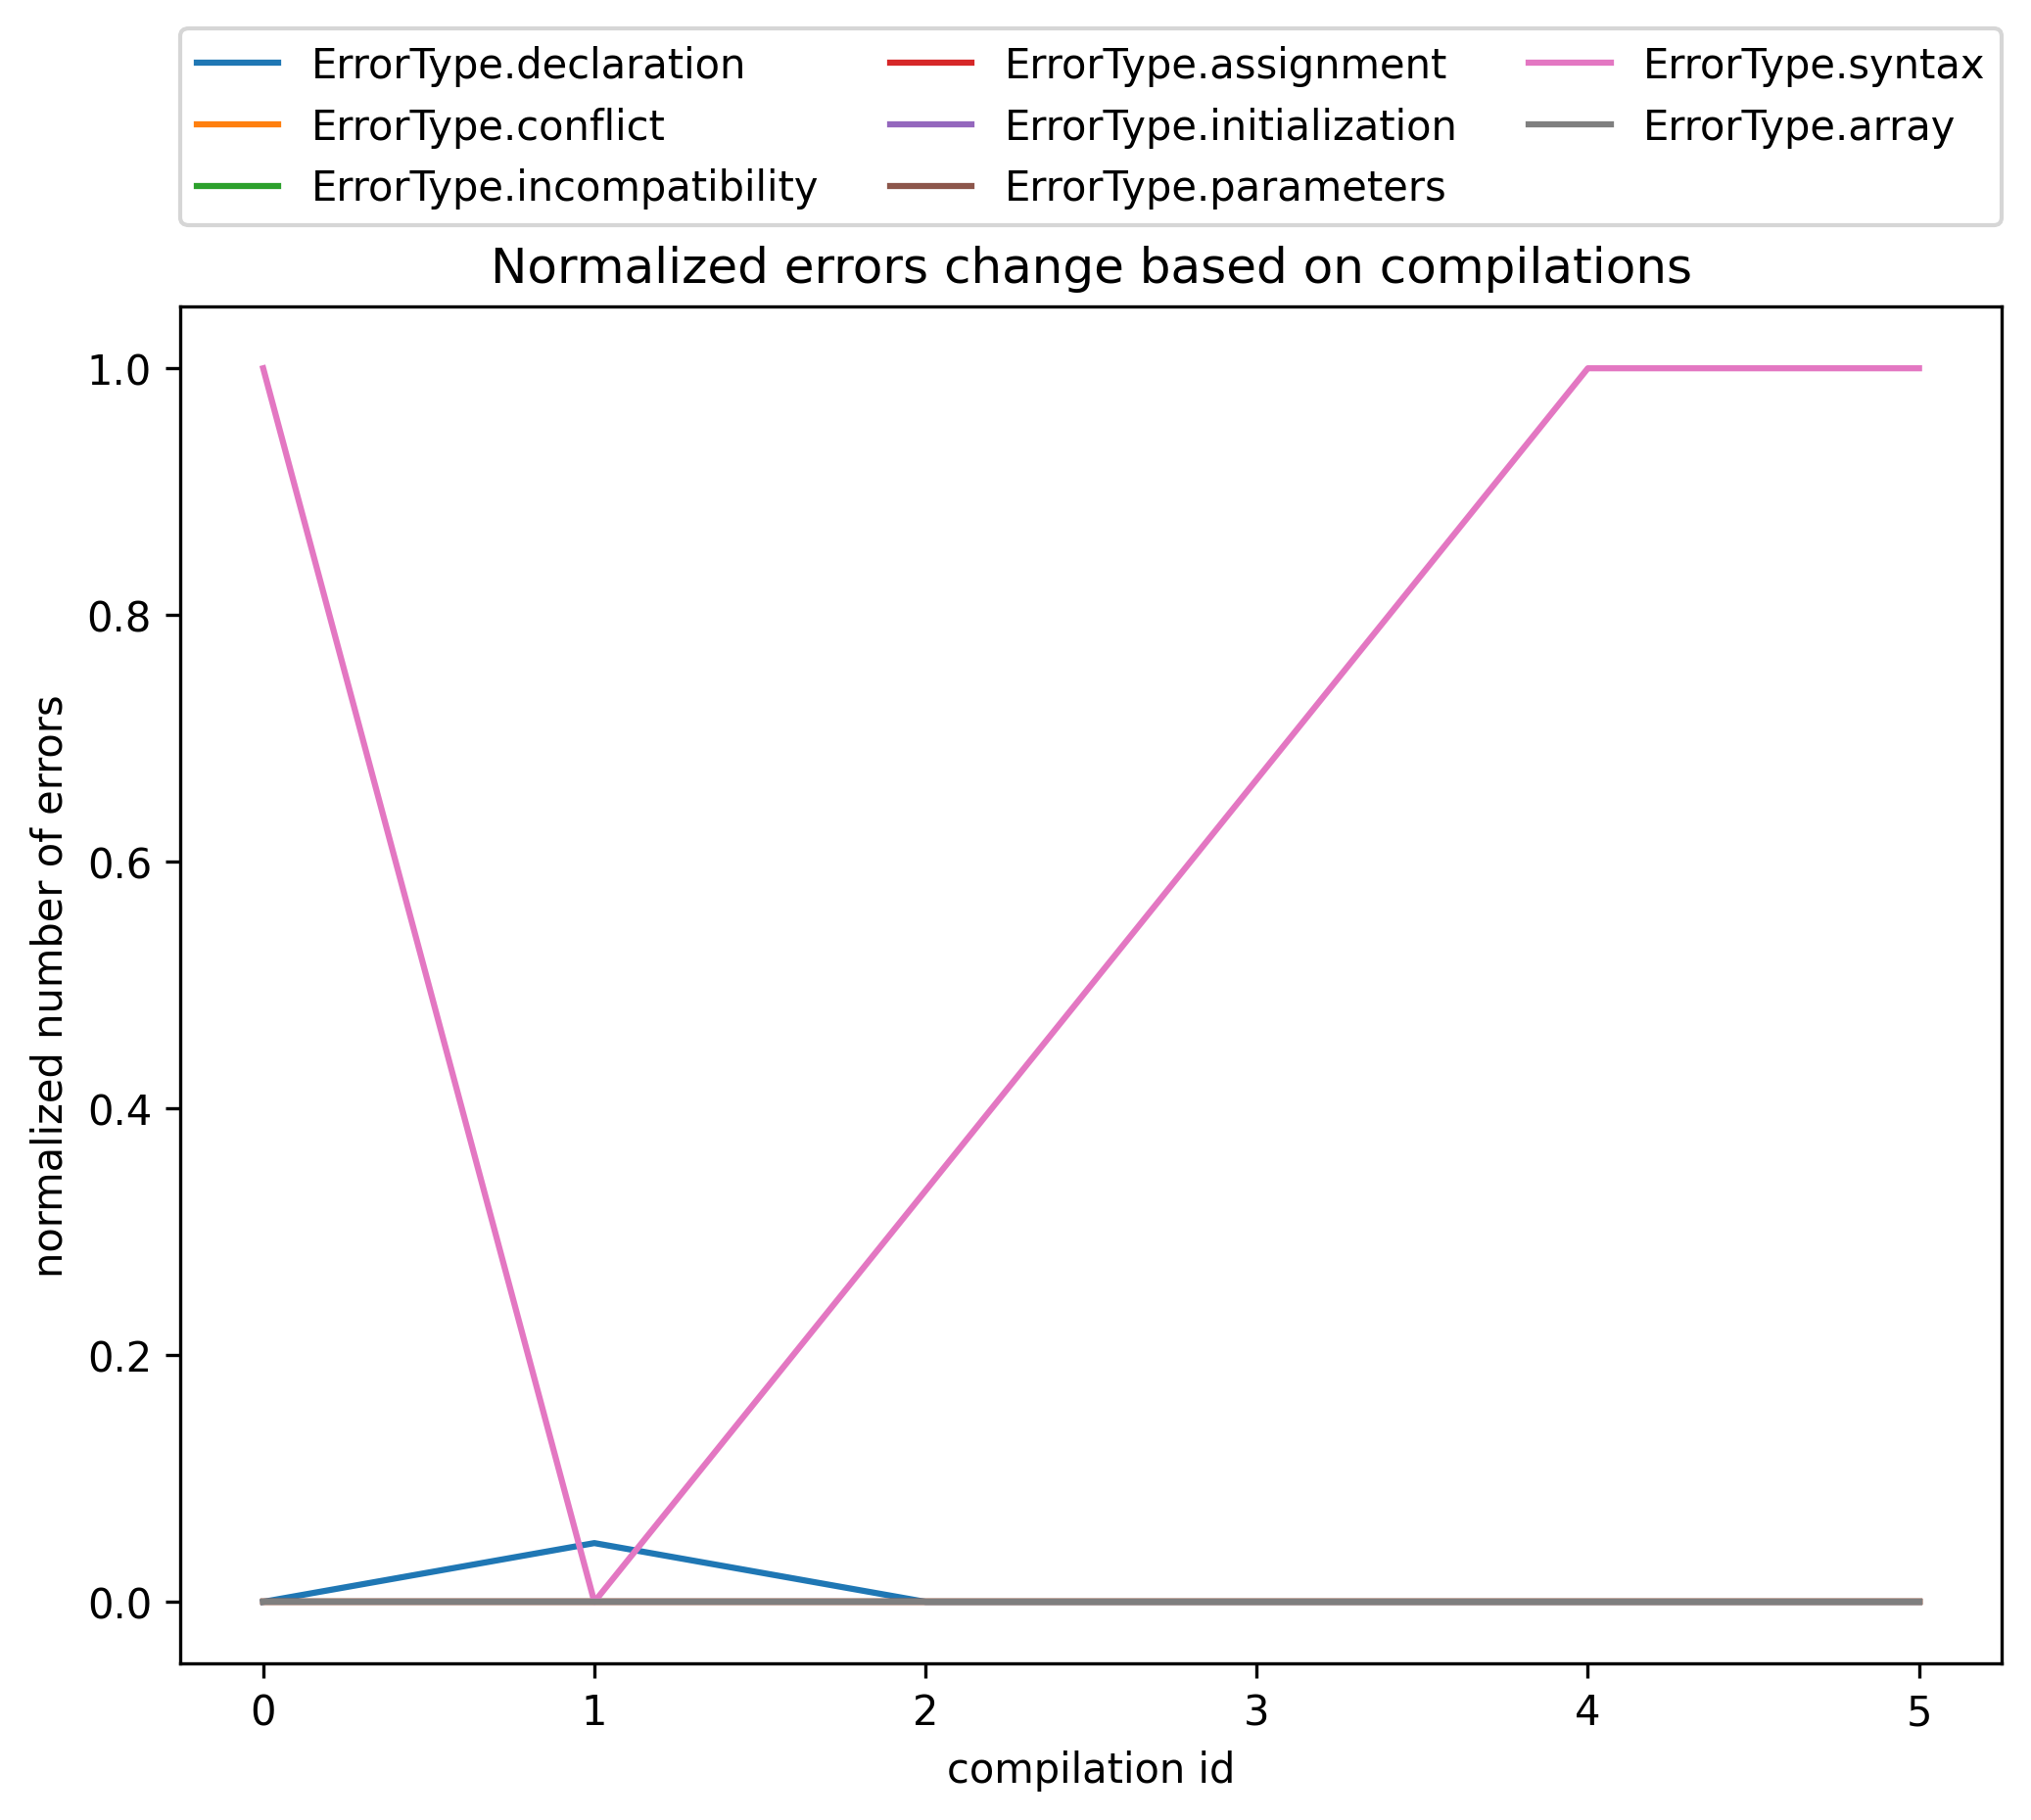 ErrorType.declaration
ErrorType.conflict
ErrorType.incompatibility
ErrorType.assignment
ErrorType.initialization
ErrorType.parameters
ErrorType.syntax
ErrorType.array
Normalized errors change based on compilations
normalized number of errors
1.0
0.8
0.6
0.4
0.2
0.0
0 1 2 3 4 5
compilation id